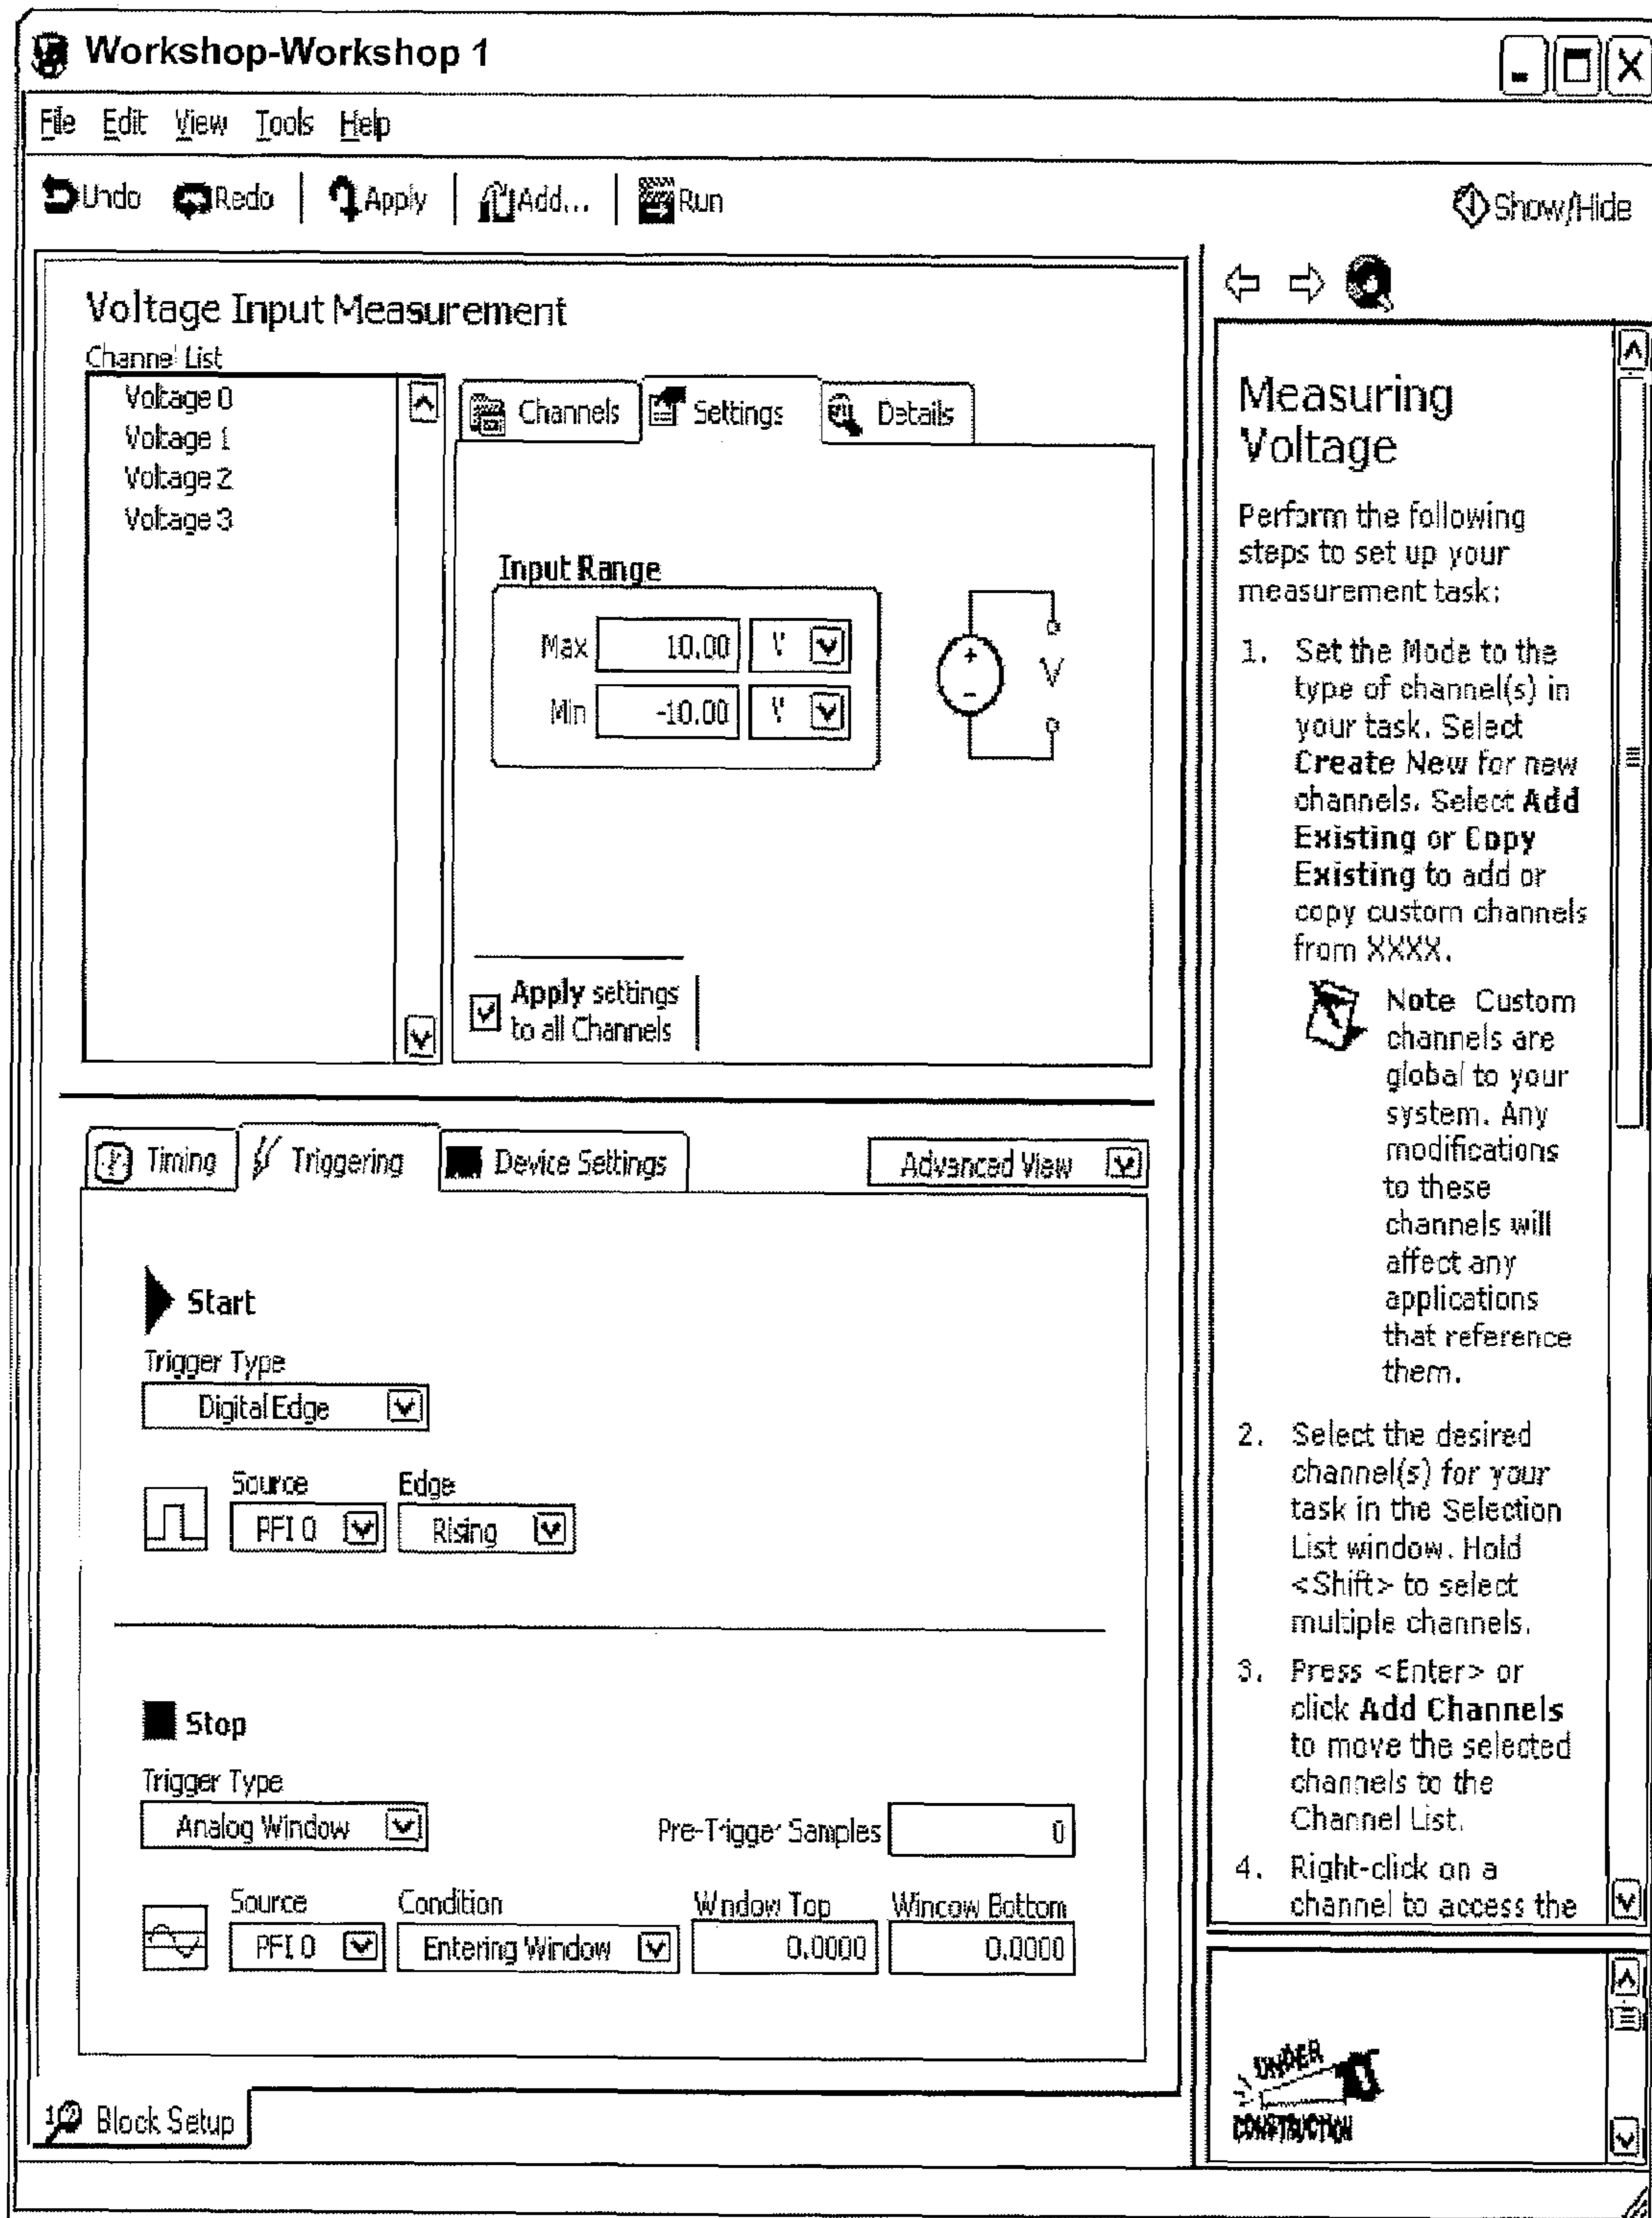 Workshop-Workshop 1
File Edit View Tools Help
Undo Redo Apply Add... Run Show/Hide
Voltage Input Measurement
Channel List
Voltage 0
Voltage 1
Voltage 2
Voltage 3
Channels Settings Details
Input Range
Max 10.00 V
Min -10.00 V
+
V
-
Apply settings
to all Channels
Timing Triggering Device Settings Advanced View
Start
Trigger Type
Digital Edge
Source Edge
PFI 0 Rising
Stop
Trigger Type
Analog Window Pre-Trigger Samples 0
Source Condition Window Top Window Bottom
PFI 0 Entering Window 0.0000 0.0000
Block Setup
Measuring
Voltage
Perform the following
steps to set up your
measurement task:
1. Set the Mode to the
type of channel(s) in
your task. Select
Create New for new
channels. Select Add
Existing or Copy
Existing to add or
copy custom channels
from XXXX.
Note Custom
channels are
global to your
system. Any
modifications
to these
channels will
affect any
applications
that reference
them.
2. Select the desired
channel(s) for your
task in the Selection
List window. Hold
<Shift> to select
multiple channels.
3. Press <Enter> or
click Add Channels
to move the selected
channels to the
Channel List.
4. Right-click on a
channel to access the
UNDER
CONSTRUCTION